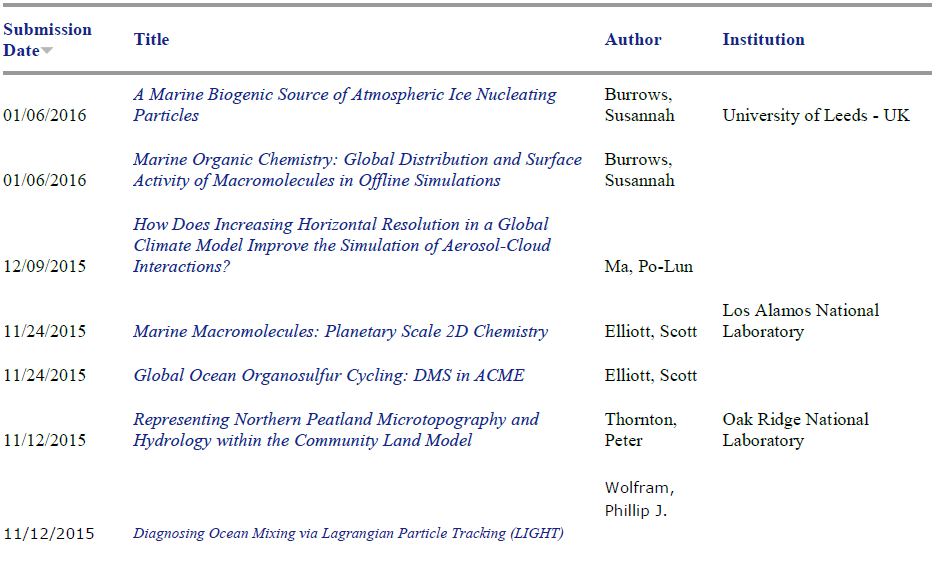 Submission
Date Title Author Institution
A Marine Biogenic Source of Atmospheric Ice Nucleating Burrows,
01/06/2016 Particles Susannah University of Leeds - UK
Marine Organic Chemistry: Global Distribution and Surface Burrows,
01/06/2016 Activity of Macromolecules in Offline Simulations Susannah
How Does Increasing Horizontal Resolution in a Global
Climate Model Improve the Simulation of Aerosol-Cloud
12/09/2015 Interactions? Ma, Po-Lun
Los Alamos National
11/24/2015 Marine Macromolecules: Planetary Scale 2D Chemistry Elliott, Scott Laboratory
11/24/2015 Global Ocean Organosulfur Cycling: DMS in ACME Elliott, Scott
Representing Northern Peatland Microtopography and Thornton, Oak Ridge National
11/12/2015 Hydrology within the Community Land Model Peter Laboratory
Wolfram,
Phillip J.
11/12/2015 Diagnosing Ocean Mixing via Lagrangian Particle Tracking (LIGHT)